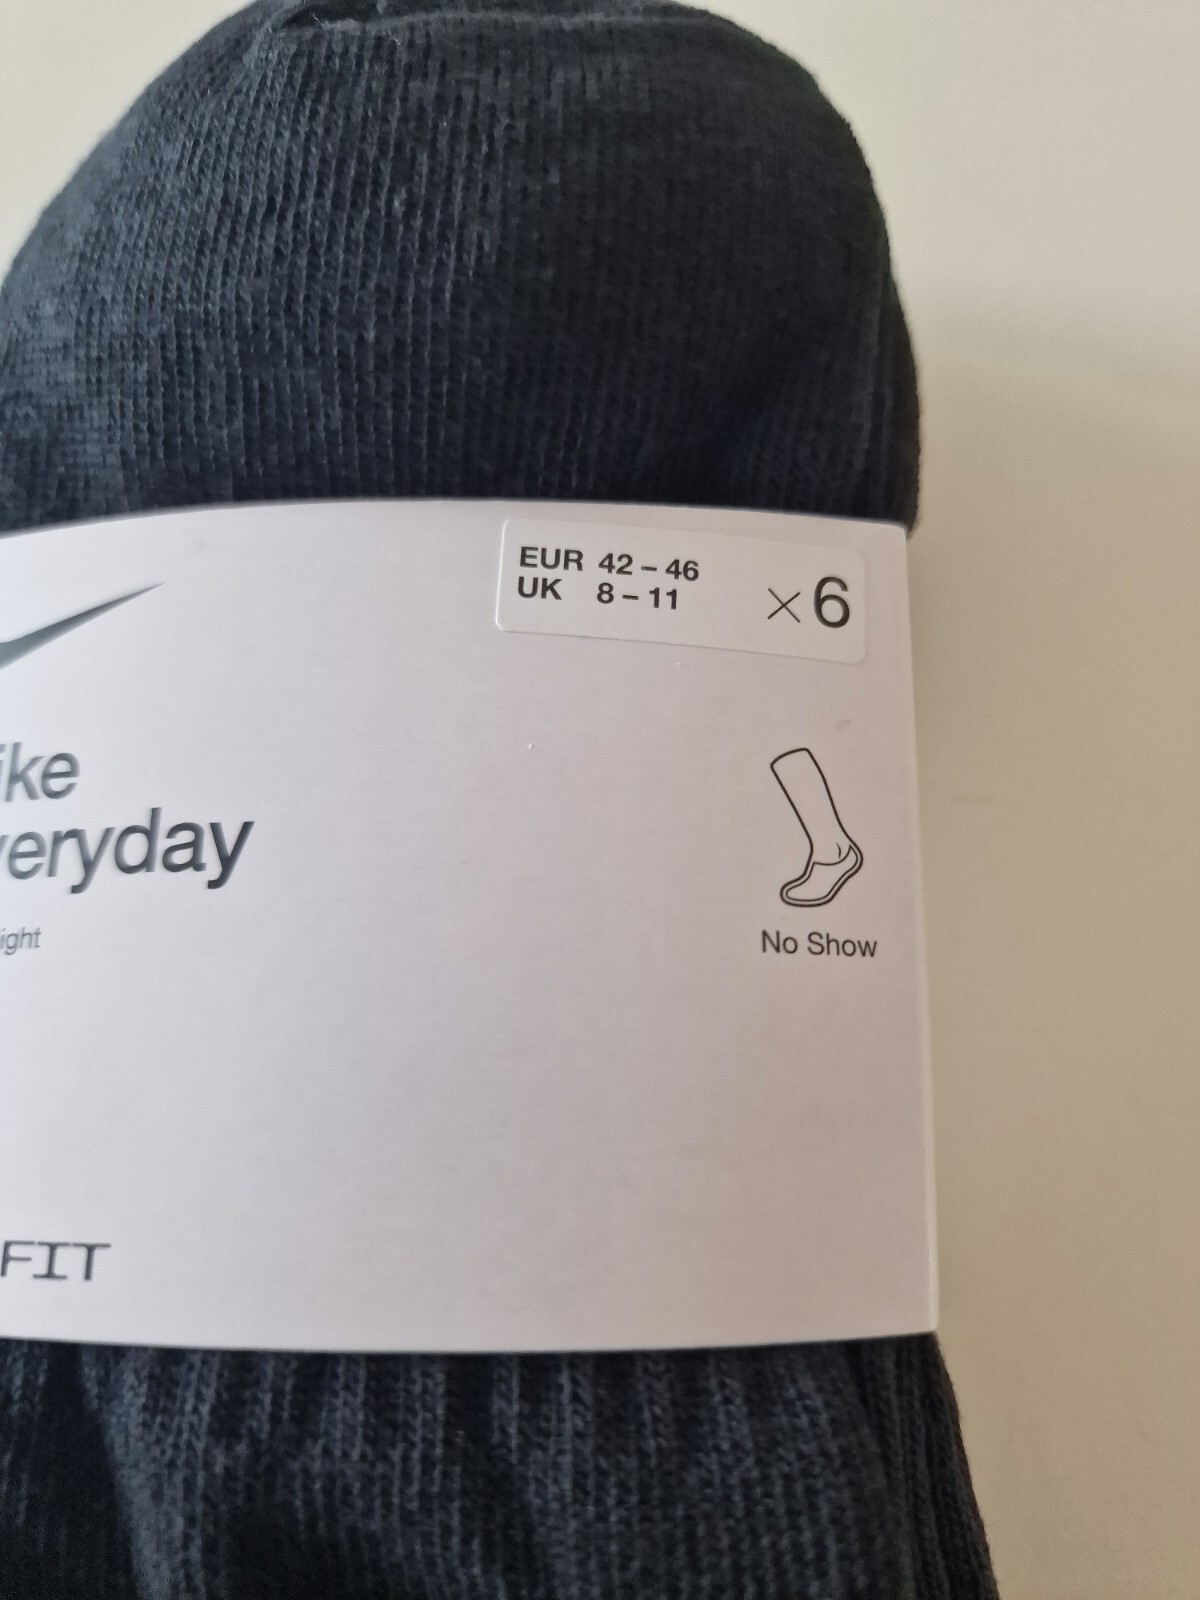 EUR 42 – 46
UK 8 – 11
×6
ike
veryday
ight
No Show
FIT